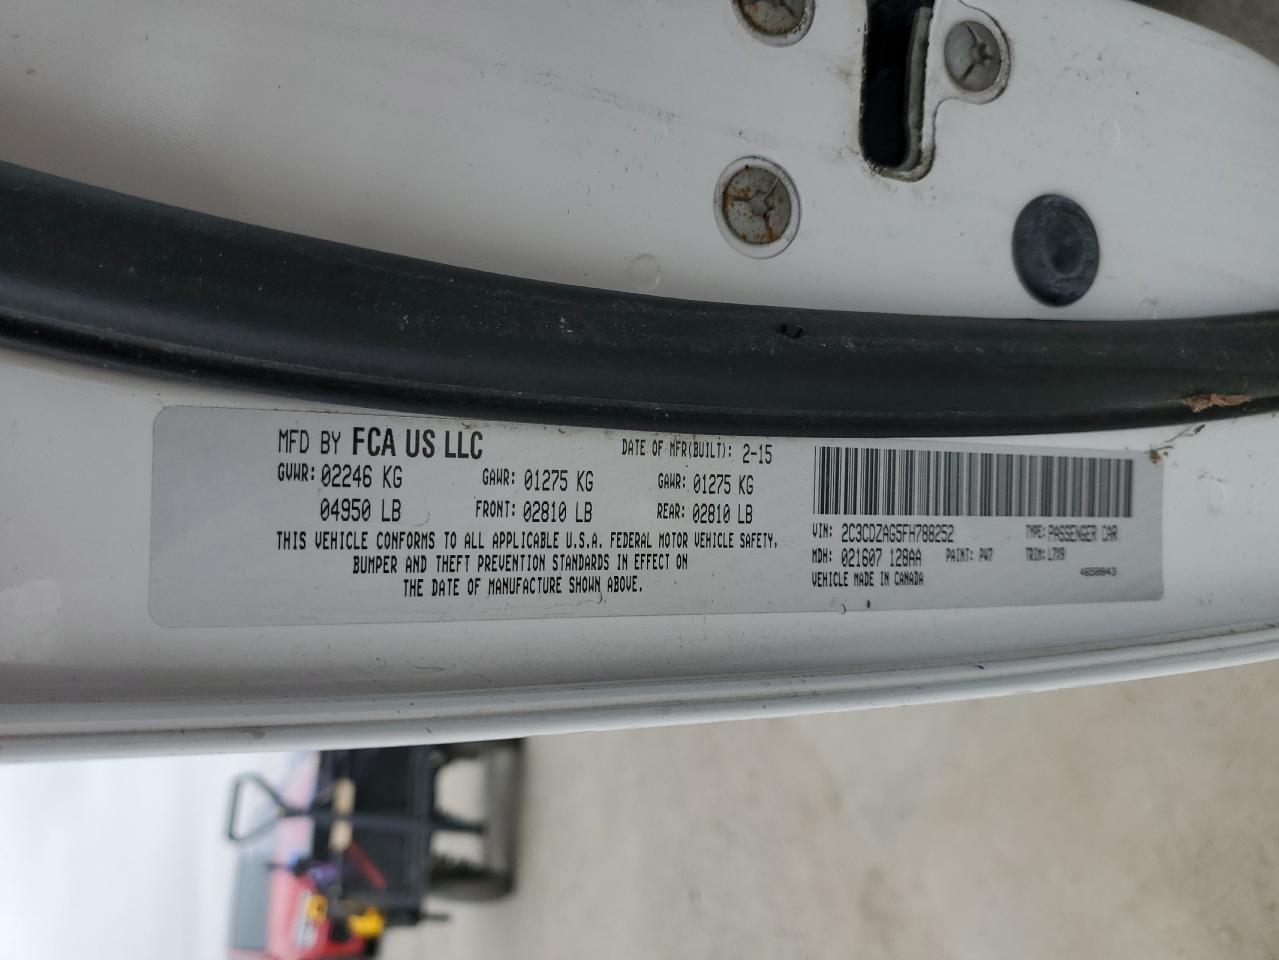 MFD BY FCA US LLC DATE OF MFR(BUILT): 2-15
GVWR: 02246 KG GAWR: 01275 KG GAWR: 01275 KG
04950 LB FRONT: 02810 LB REAR: 02810 LB
THIS VEHICLE CONFORMS TO ALL APPLICABLE U.S.A. FEDERAL MOTOR VEHICLE SAFETY,
BUMPER AND THEFT PREVENTION STANDARDS IN EFFECT ON
THE DATE OF MANUFACTURE SHOWN ABOVE.
VIN: 2C3CDZAG5FH788252 TYPE: PASSENGER CAR
MDH: 021607 128AA PAINT: PW7 TRIM: L7X9
VEHICLE MADE IN CANADA 4658043